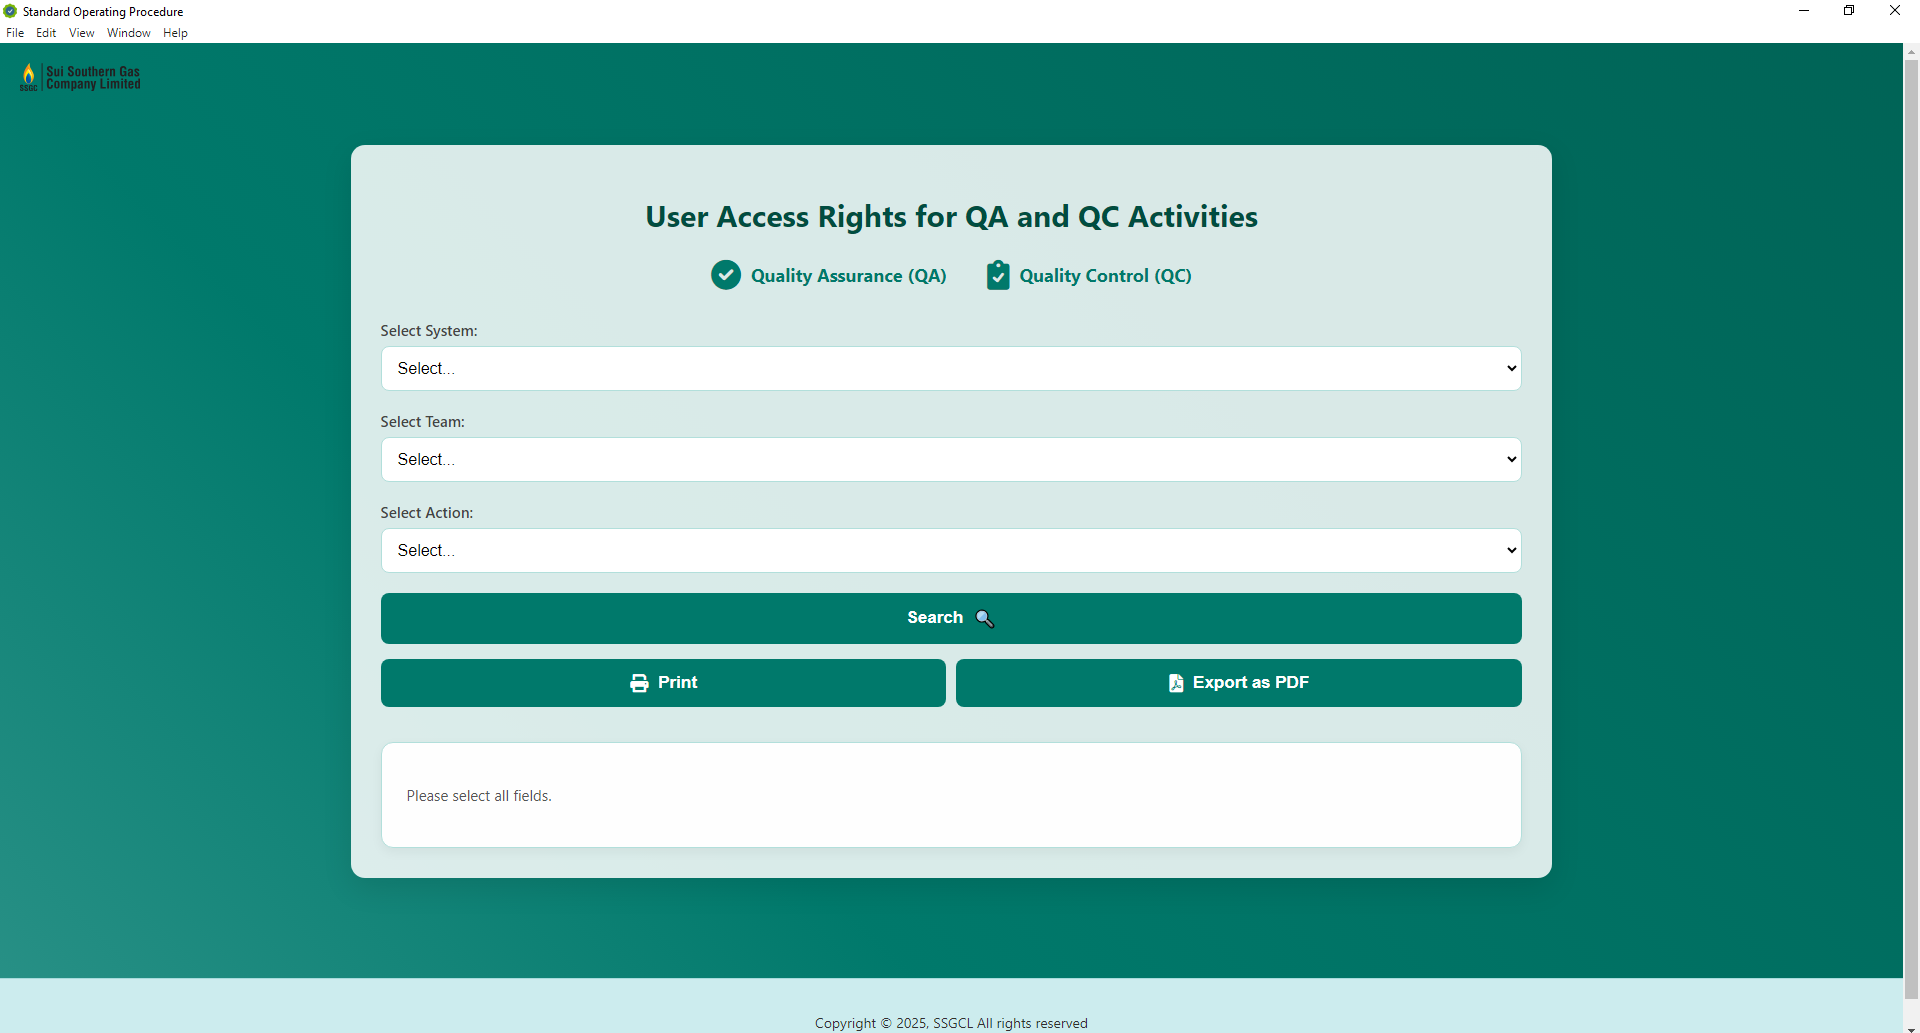 Standard Operating Procedure
File Edit View Window Help
SSGC
Sui Southern Gas
Company Limited
User Access Rights for QA and QC Activities
Quality Assurance (QA)
Quality Control (QC)
Select System:
Select...
Select Team:
Select...
Select Action:
Select...
Search
Print
Export as PDF
Please select all fields.
Copyright © 2025, SSGCL All rights reserved